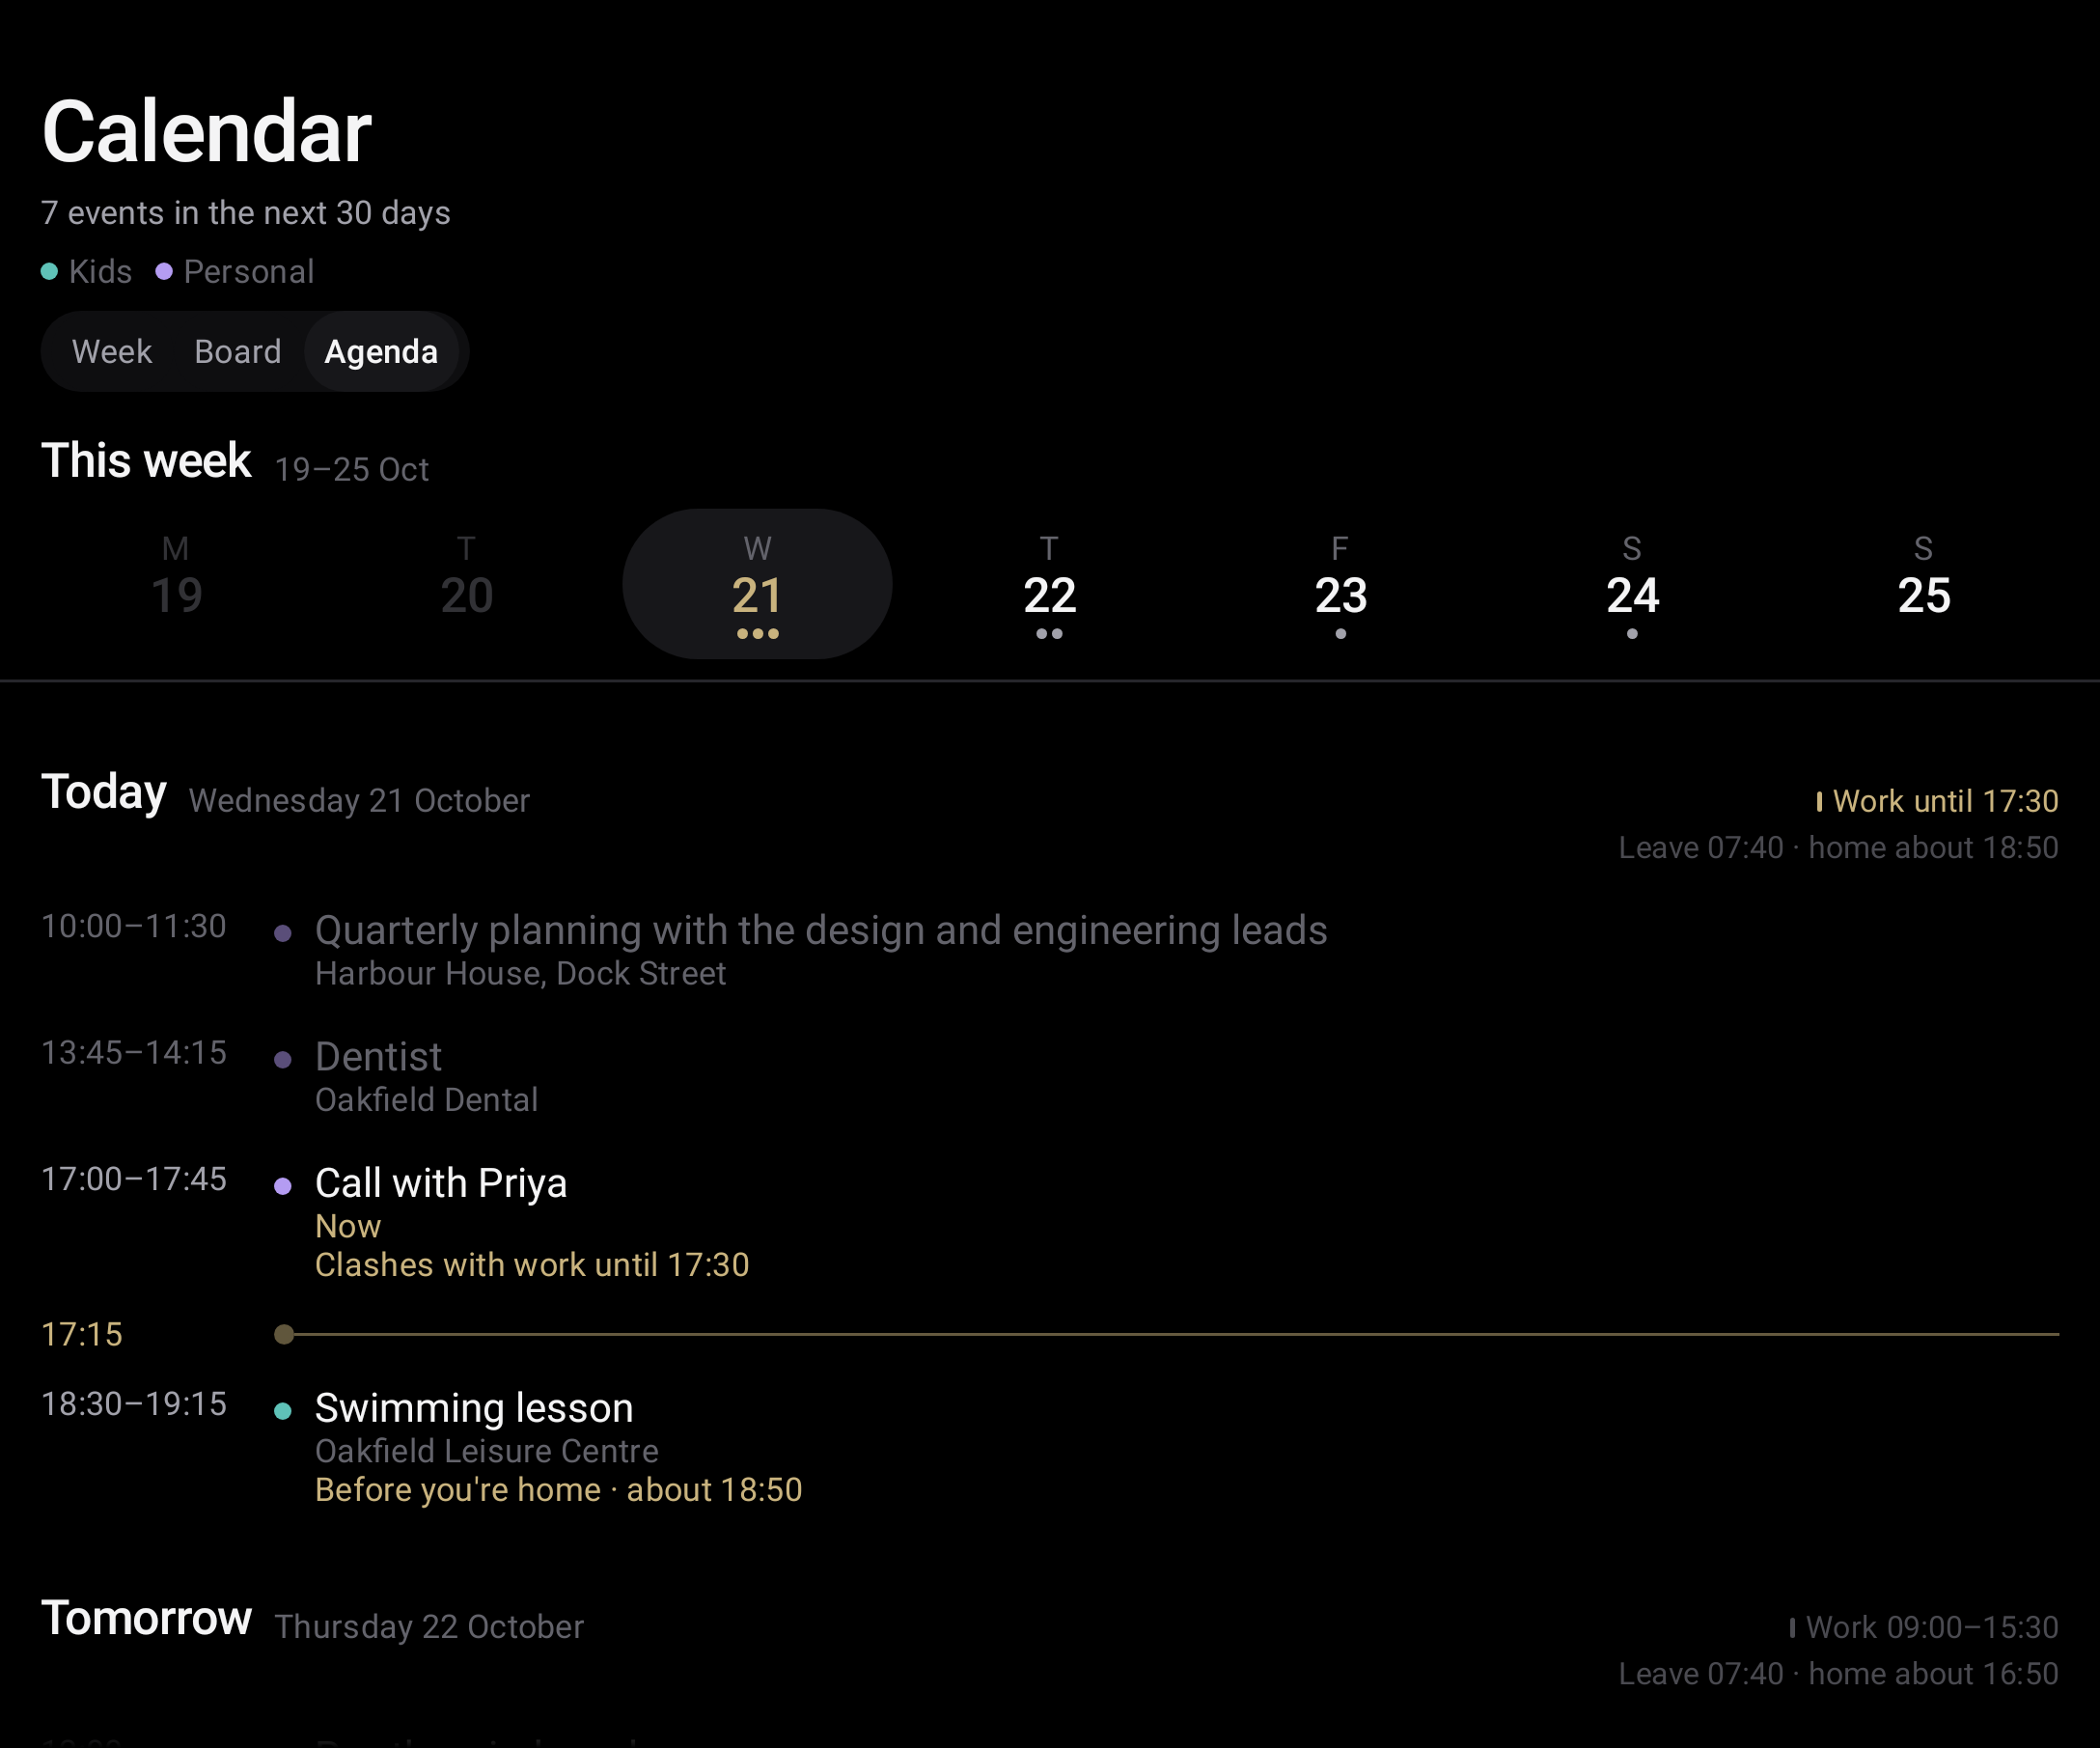 Calendar
7 events in the next 30 days
Kids Personal
Week Board Agenda
This week 19–25 Oct
M T W T F S S
19 20 21 22 23 24 25
Today Wednesday 21 October
Work until 17:30
Leave 07:40 · home about 18:50
10:00–11:30 Quarterly planning with the design and engineering leads
Harbour House, Dock Street
13:45–14:15 Dentist
Oakfield Dental
17:00–17:45 Call with Priya
Now
Clashes with work until 17:30
17:15
18:30–19:15 Swimming lesson
Oakfield Leisure Centre
Before you're home · about 18:50
Tomorrow Thursday 22 October
Work 09:00–15:30
Leave 07:40 · home about 16:50